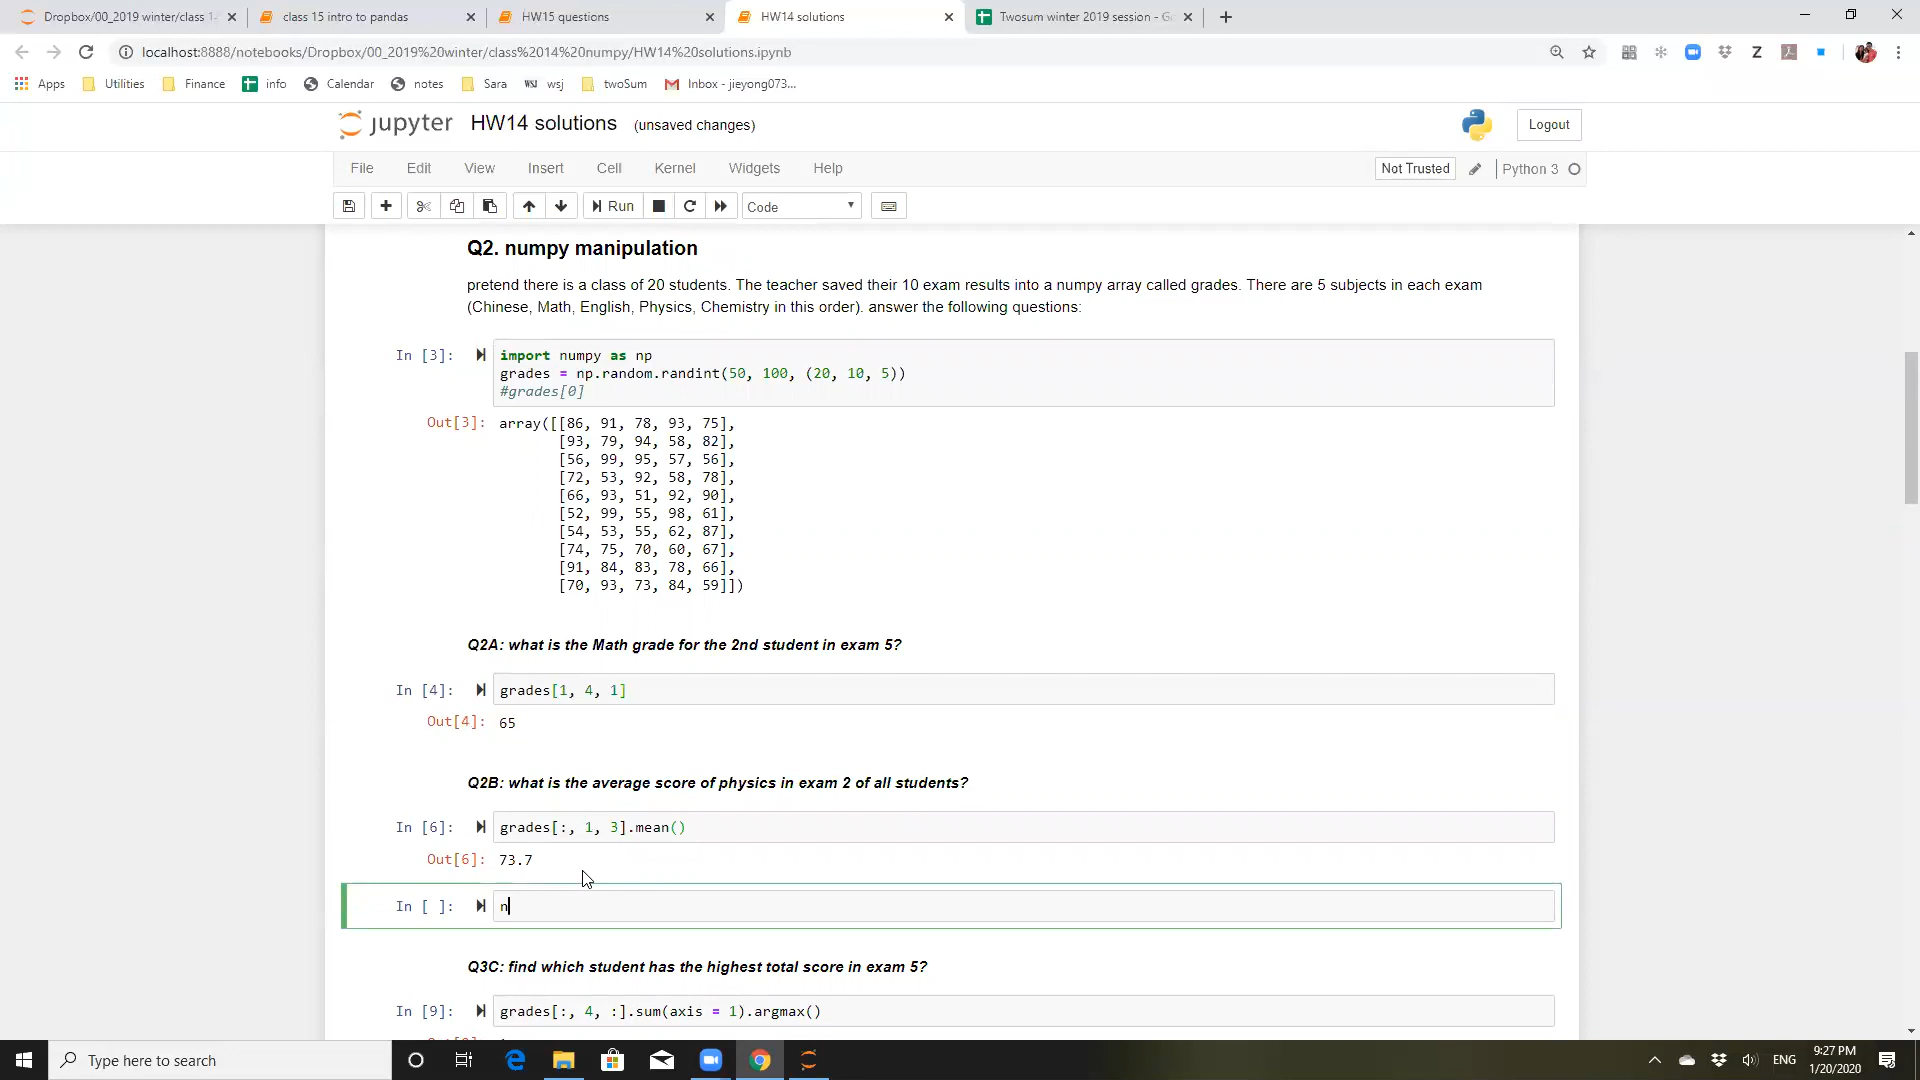 Dropbox/00_2019 winter/class 1
class 15 intro to pandas
HW15 questions
HW14 solutions
Twosum winter 2019 session - G
localhost:8888/notebooks/Dropbox/00_2019%20winter/class%2014%20numpy/HW14%20solutions.ipynb
Apps Utilities Finance info Calendar notes Sara wsj twoSum Inbox - jieyong073...
jupyter HW14 solutions (unsaved changes)
Logout
File Edit View Insert Cell Kernel Widgets Help
Not Trusted Python 3
Run Code
Q2. numpy manipulation
pretend there is a class of 20 students. The teacher saved their 10 exam results into a numpy array called grades. There are 5 subjects in each exam
(Chinese, Math, English, Physics, Chemistry in this order). answer the following questions:
In [3]: import numpy as np
grades = np.random.randint(50, 100, (20, 10, 5))
#grades[0]
Out[3]: array([[86, 91, 78, 93, 75],
[93, 79, 94, 58, 82],
[56, 99, 95, 57, 56],
[72, 53, 92, 58, 78],
[66, 93, 51, 92, 90],
[52, 99, 55, 98, 61],
[54, 53, 55, 62, 87],
[74, 75, 70, 60, 67],
[91, 84, 83, 78, 66],
[70, 93, 73, 84, 59]])
Q2A: what is the Math grade for the 2nd student in exam 5?
In [4]: grades[1, 4, 1]
Out[4]: 65
Q2B: what is the average score of physics in exam 2 of all students?
In [6]: grades[:, 1, 3].mean()
Out[6]: 73.7
In [ ]: n
Q3C: find which student has the highest total score in exam 5?
In [9]: grades[:, 4, :].sum(axis = 1).argmax()
Type here to search
ENG
9:27 PM
1/20/2020